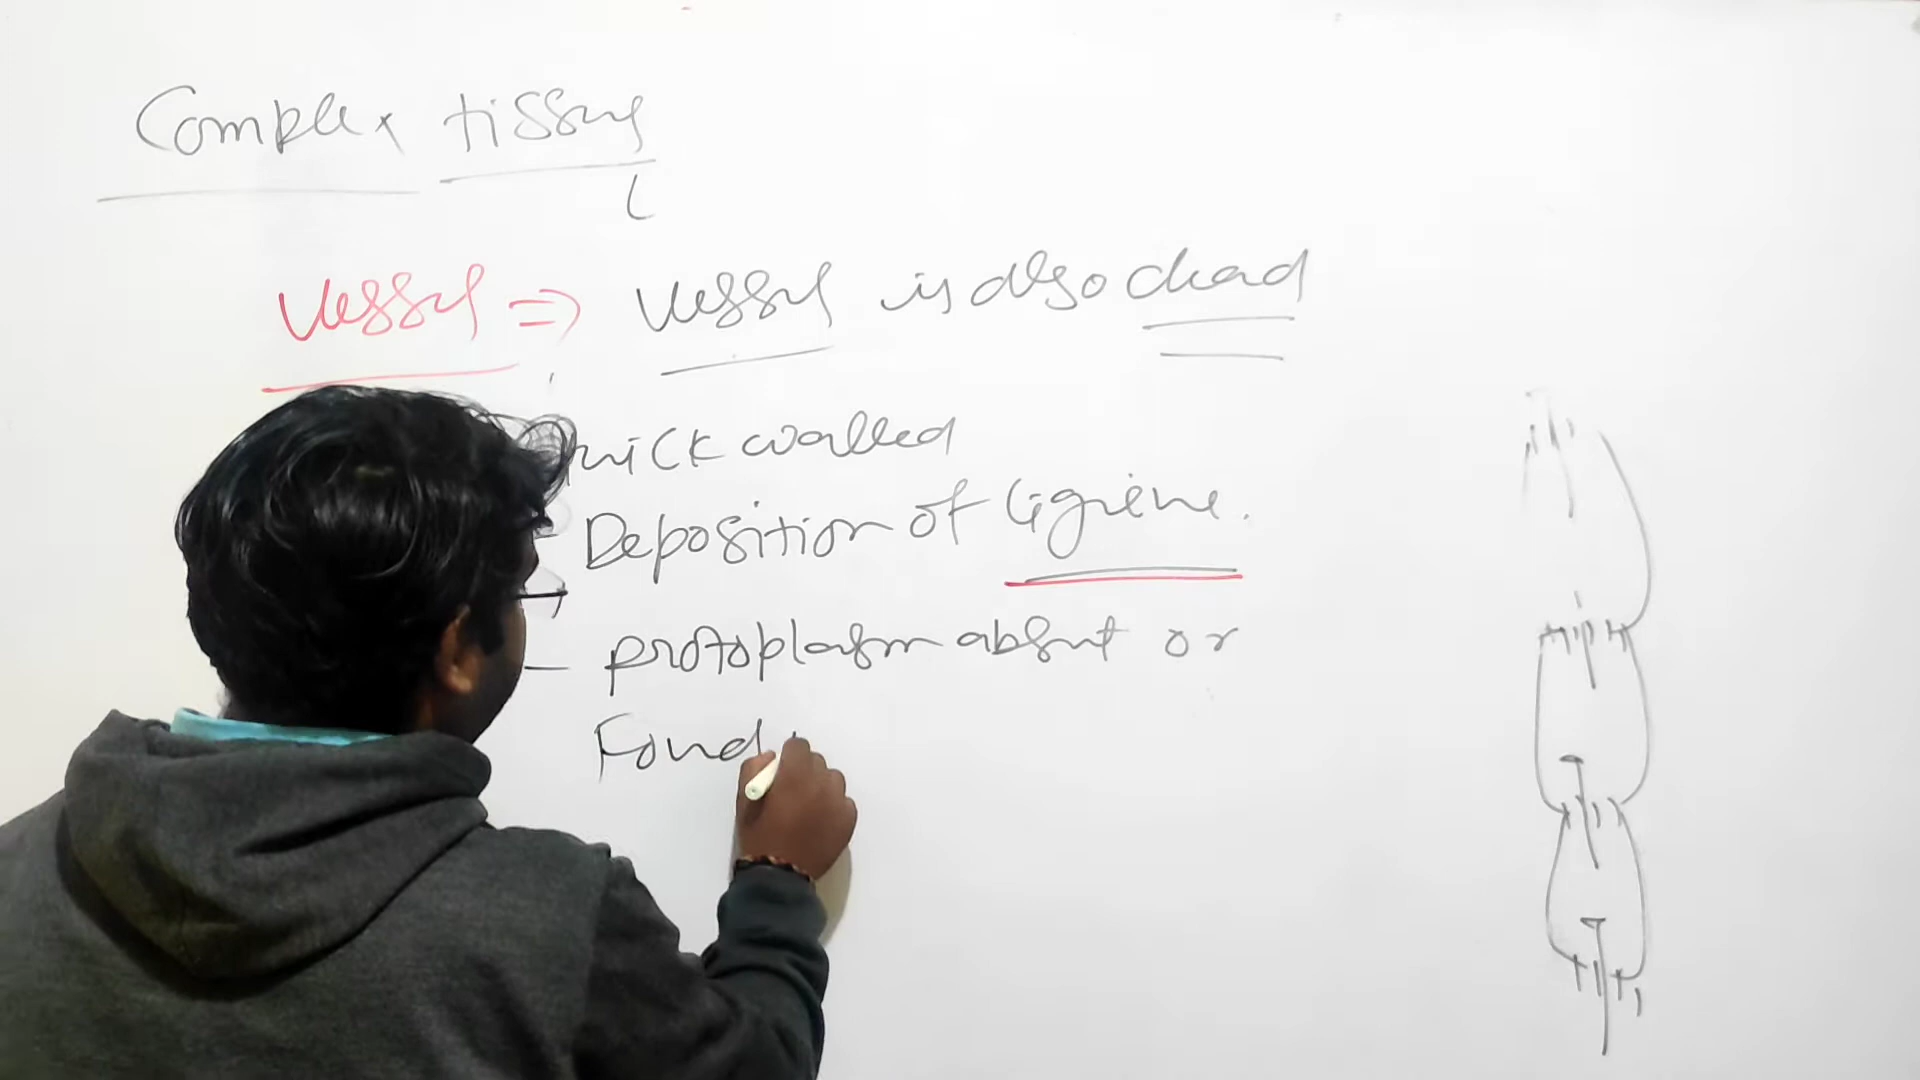 Complex tissue
Vessel => Vessel is also dead
Thick walled
Deposition of Lignine.
- protoplasm absent or
Found